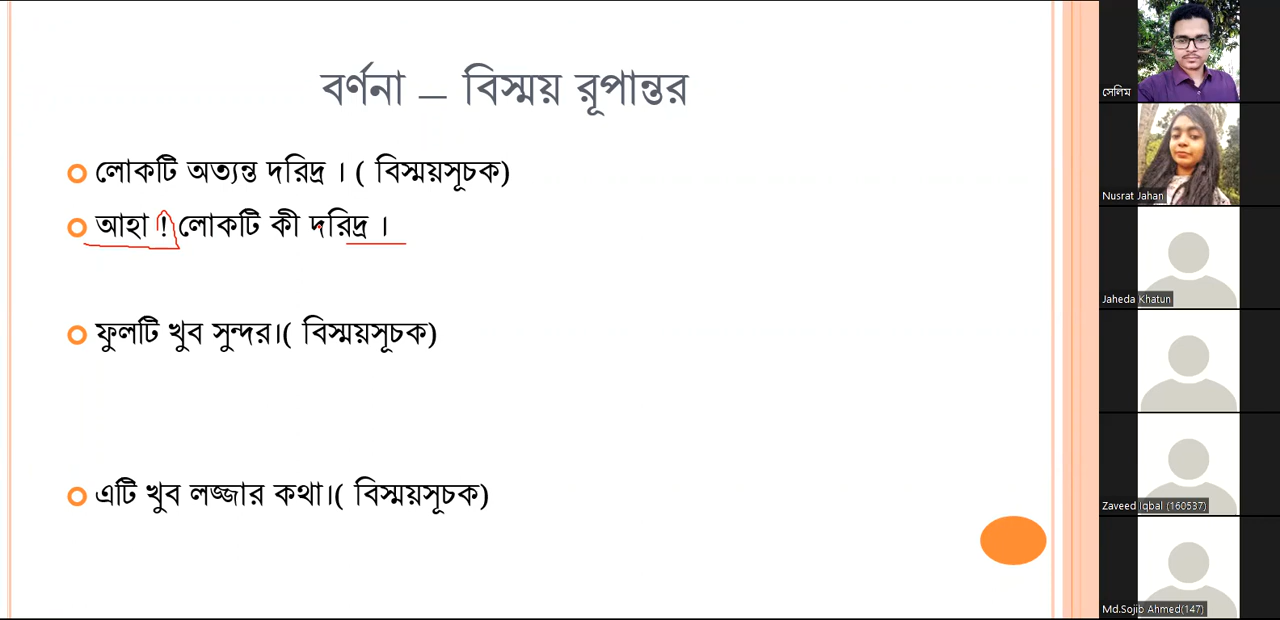 বর্ণনা – বিস্ময় রূপান্তর
লোকটি অত্যন্ত দরিদ্র । ( বিস্ময়সূচক)
আহা ! লোকটি কী দরিদ্র ।
ফুলটি খুব সুন্দর।( বিস্ময়সূচক)
এটি খুব লজ্জার কথা।( বিস্ময়সূচক)
সেলিম
Nusrat Jahan
Jaheda Khatun
Zaveed Iqbal (160537)
Md.Sojib Ahmed(147)